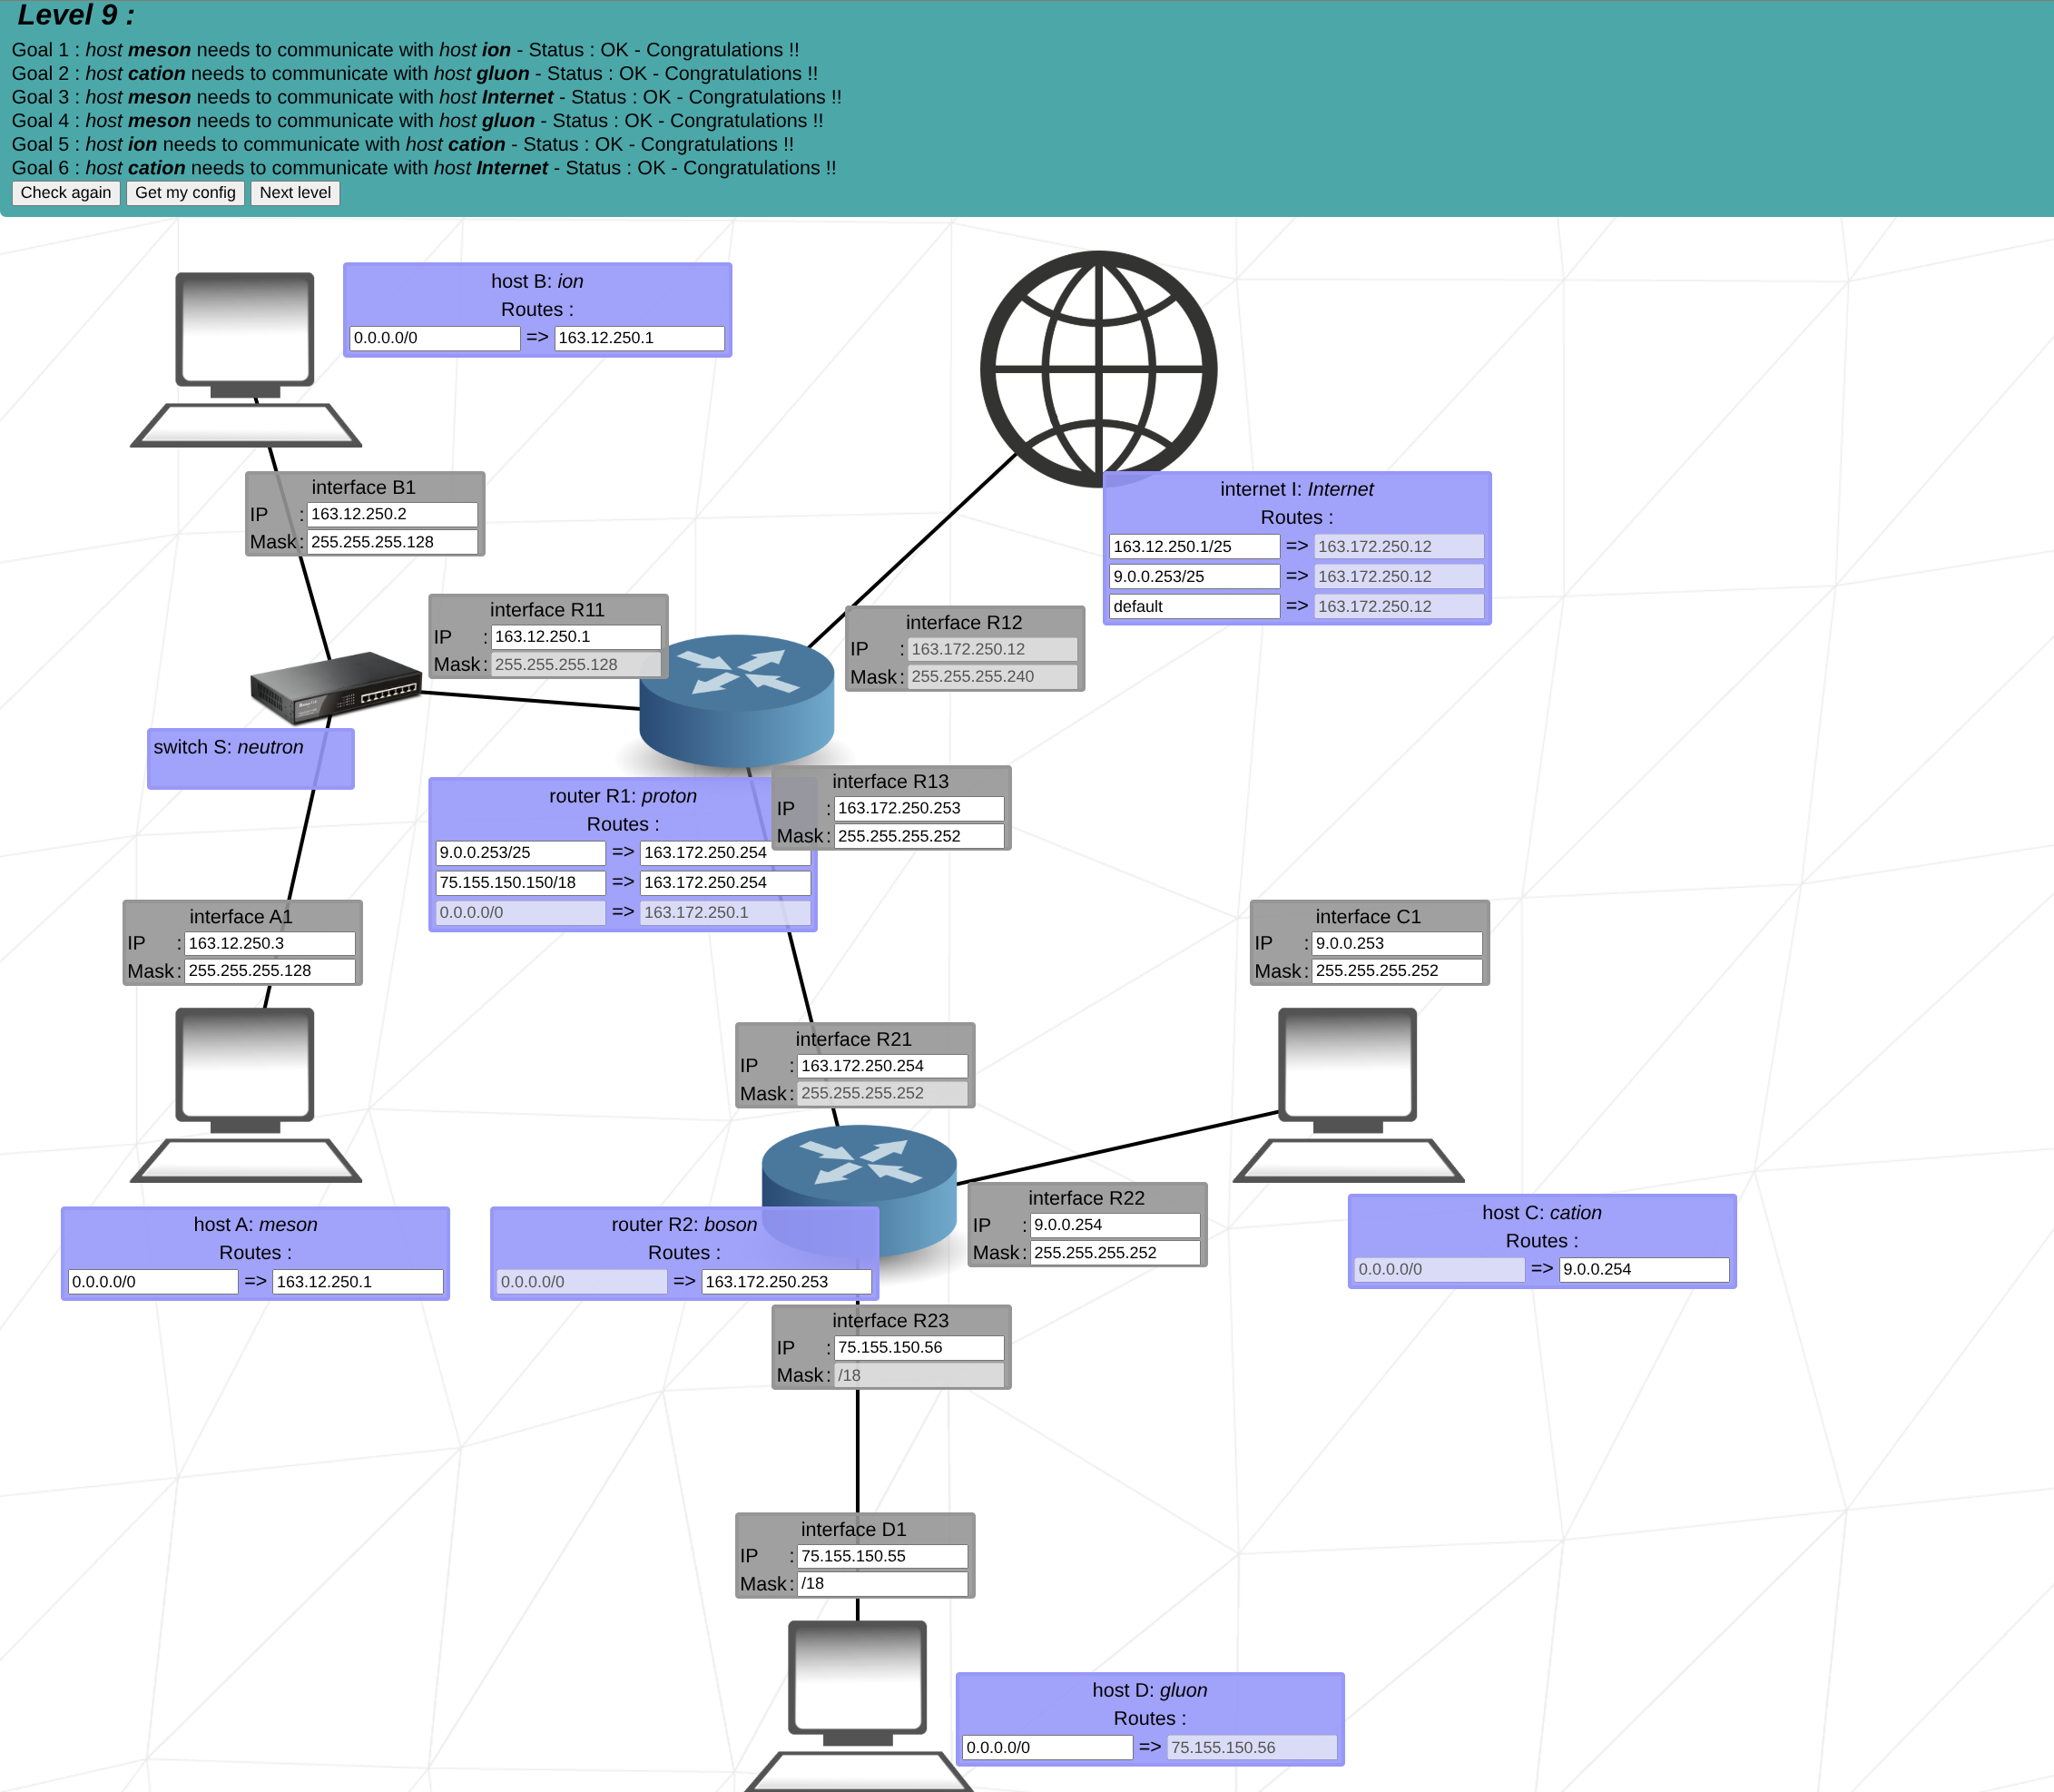 Level 9 :
Goal 1 : host meson needs to communicate with host ion - Status : OK - Congratulations !!
Goal 2 : host cation needs to communicate with host gluon - Status : OK - Congratulations !!
Goal 3 : host meson needs to communicate with host Internet - Status : OK - Congratulations !!
Goal 4 : host meson needs to communicate with host gluon - Status : OK - Congratulations !!
Goal 5 : host ion needs to communicate with host cation - Status : OK - Congratulations !!
Goal 6 : host cation needs to communicate with host Internet - Status : OK - Congratulations !!
Check again Get my config Next level
host B: ion
Routes :
0.0.0.0/0 => 163.12.250.1
interface B1
IP : 163.12.250.2
Mask : 255.255.255.128
internet I: Internet
Routes :
163.12.250.1/25 => 163.172.250.12
9.0.0.253/25 => 163.172.250.12
default => 163.172.250.12
interface R11
IP : 163.12.250.1
Mask : 255.255.255.128
interface R12
IP : 163.172.250.12
Mask : 255.255.255.240
switch S: neutron
interface R13
IP : 163.172.250.253
Mask : 255.255.255.252
router R1: proton
Routes :
9.0.0.253/25 => 163.172.250.254
75.155.150.150/18 => 163.172.250.254
0.0.0.0/0 => 163.172.250.1
interface A1
IP : 163.12.250.3
Mask : 255.255.255.128
interface C1
IP : 9.0.0.253
Mask : 255.255.255.252
interface R21
IP : 163.172.250.254
Mask : 255.255.255.252
host A: meson
Routes :
0.0.0.0/0 => 163.12.250.1
router R2: boson
Routes :
0.0.0.0/0 => 163.172.250.253
interface R22
IP : 9.0.0.254
Mask : 255.255.255.252
host C: cation
Routes :
0.0.0.0/0 => 9.0.0.254
interface R23
IP : 75.155.150.56
Mask : /18
interface D1
IP : 75.155.150.55
Mask : /18
host D: gluon
Routes :
0.0.0.0/0 => 75.155.150.56